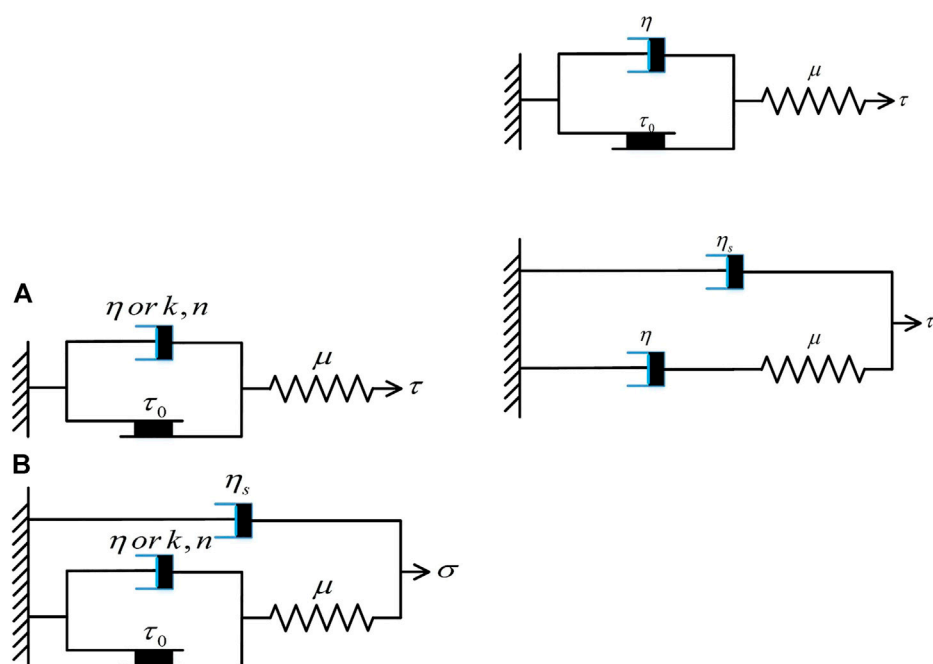 η
μ
τ
τ₀
ηₛ
η
μ
τ
A
η or k, n
μ
τ
τ₀
B
ηₛ
η or k, n
μ
σ
τ₀